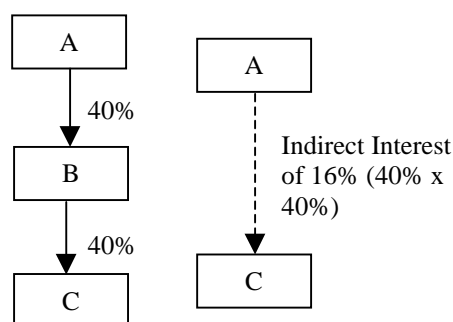 A
40%
B
40%
C
A
Indirect Interest
of 16% (40% x
40%)
C